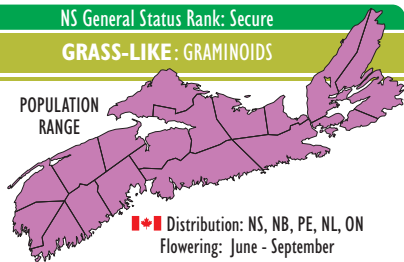 NS General Status Rank: Secure
GRASS-LIKE: GRAMINOIDS
POPULATION
RANGE
Distribution: NS, NB, PE, NL, ON
Flowering: June - September